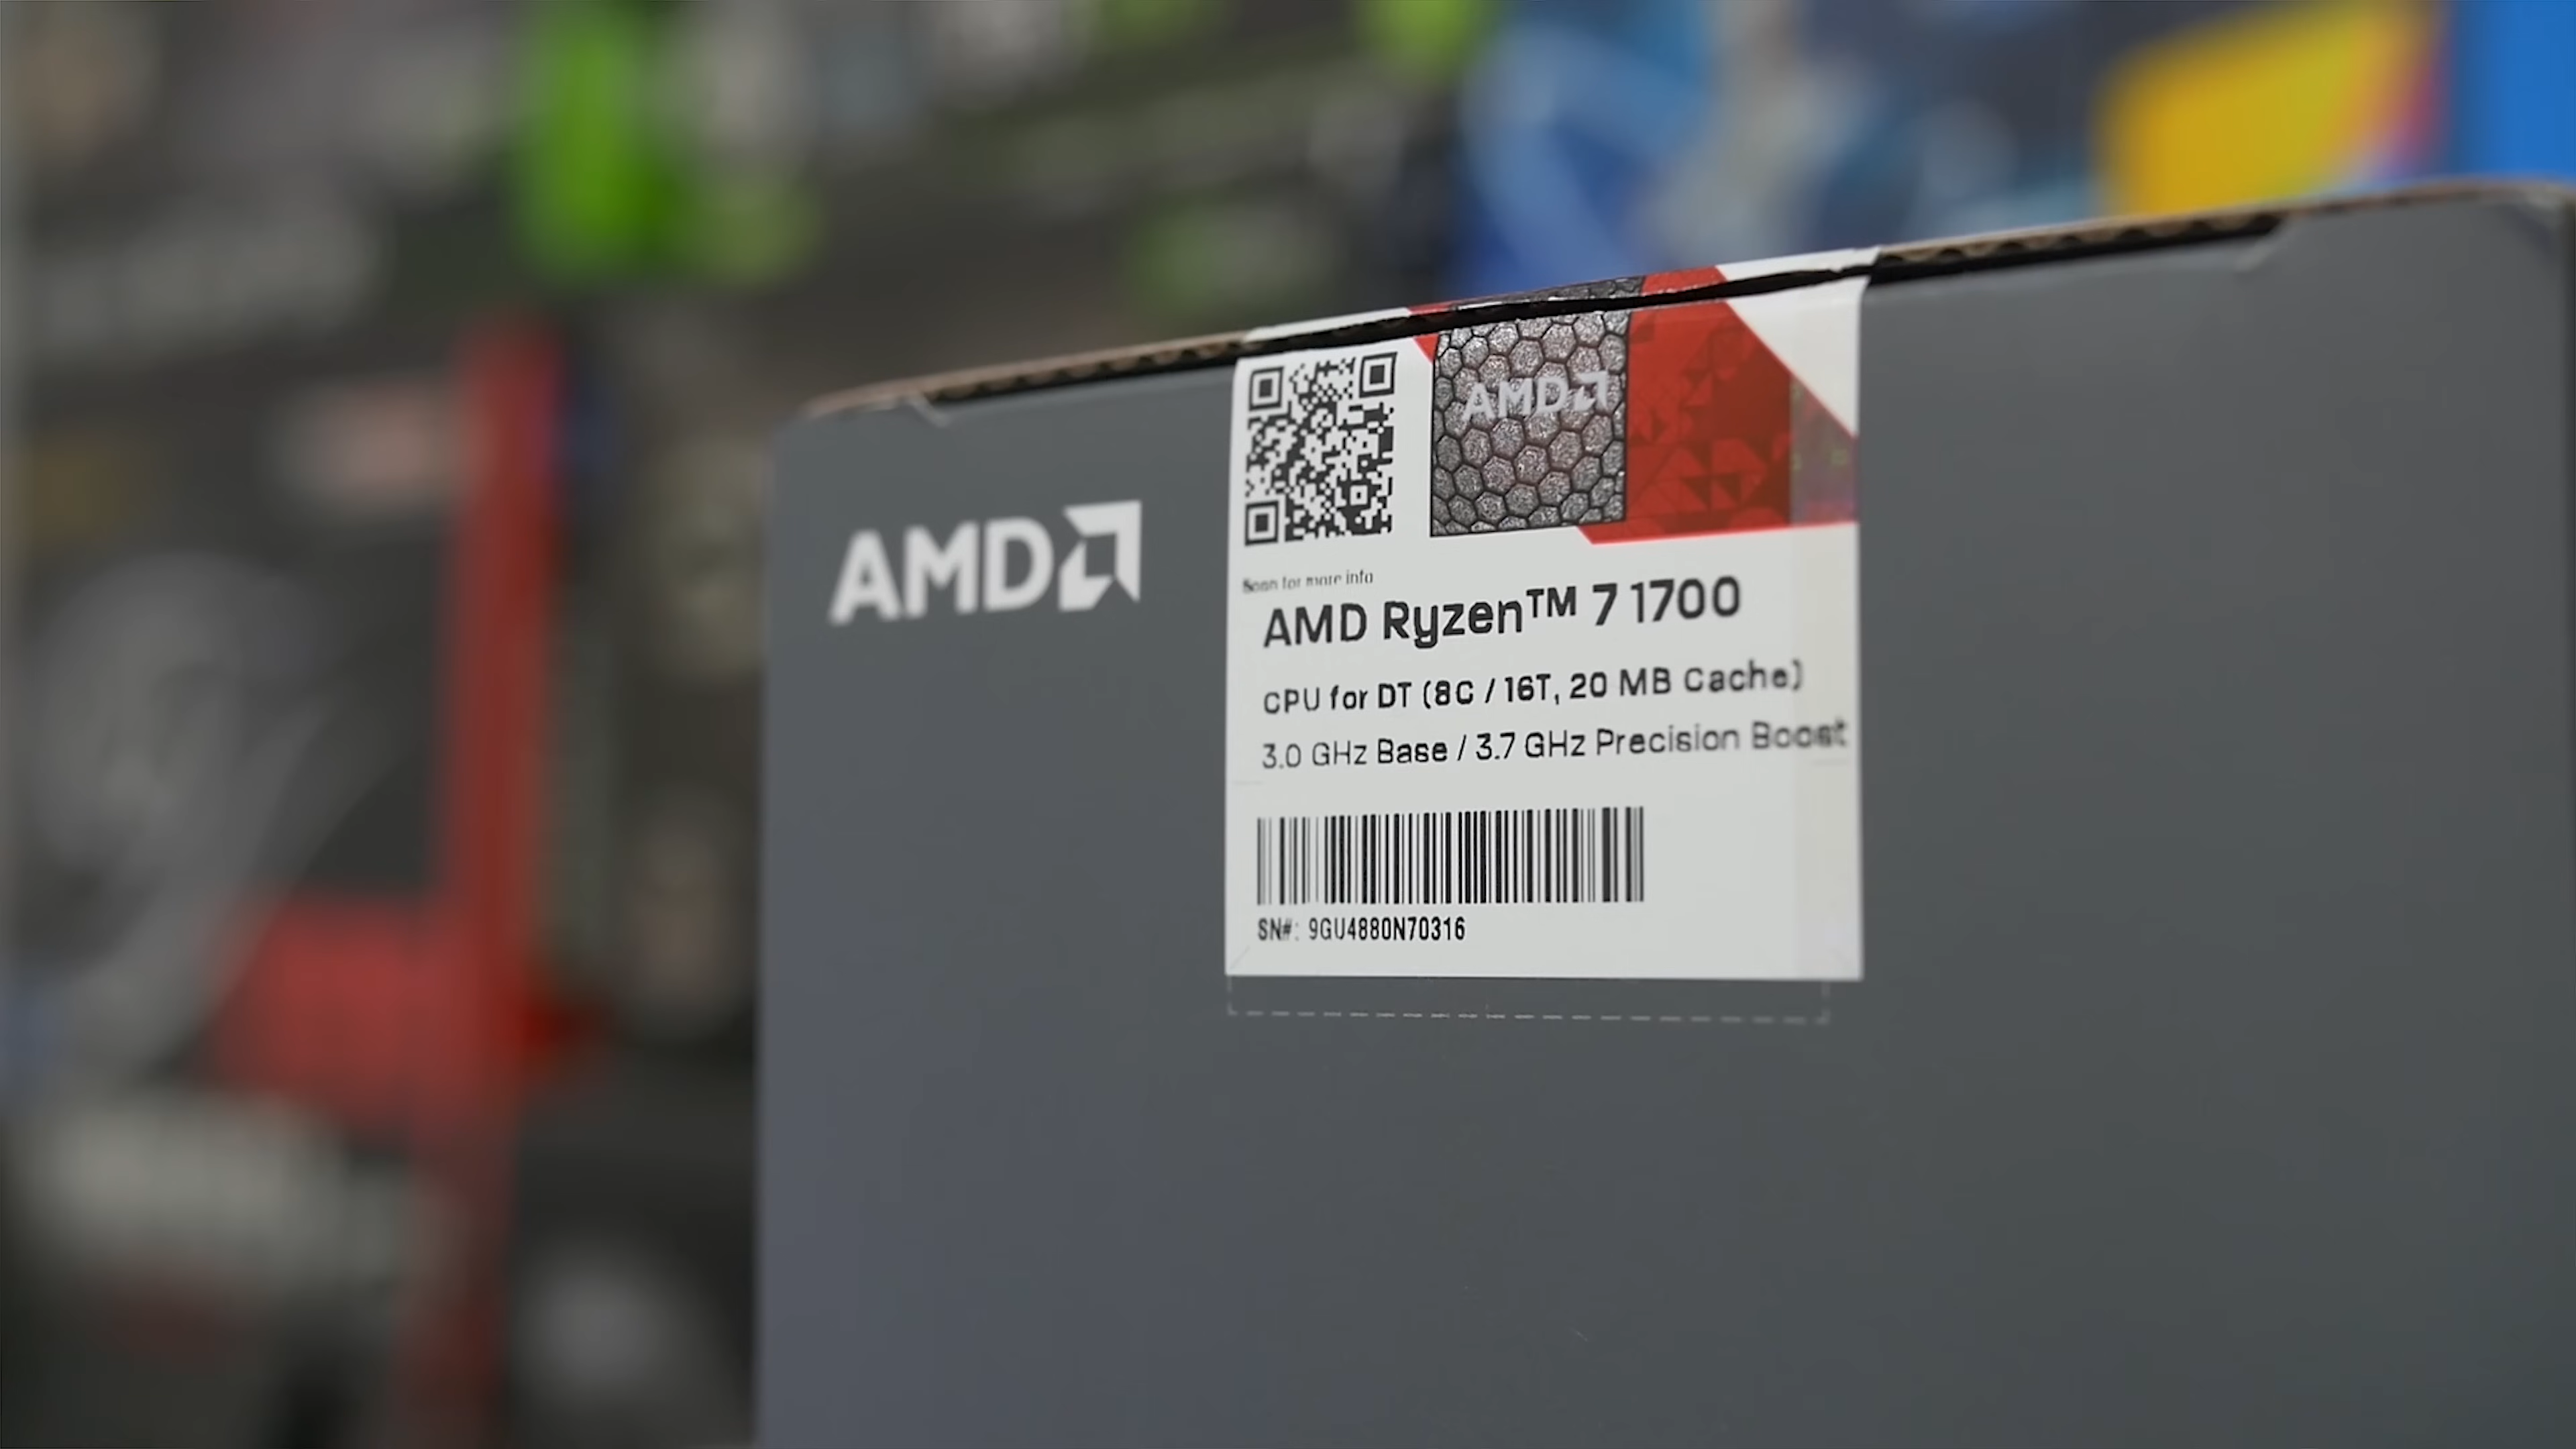 AMD
AMD
Scan for more info
AMD Ryzen™ 7 1700
CPU for DT (8C / 16T, 20 MB Cache)
3.0 GHz Base / 3.7 GHz Precision Boost
SN#: 9GU4880N70316